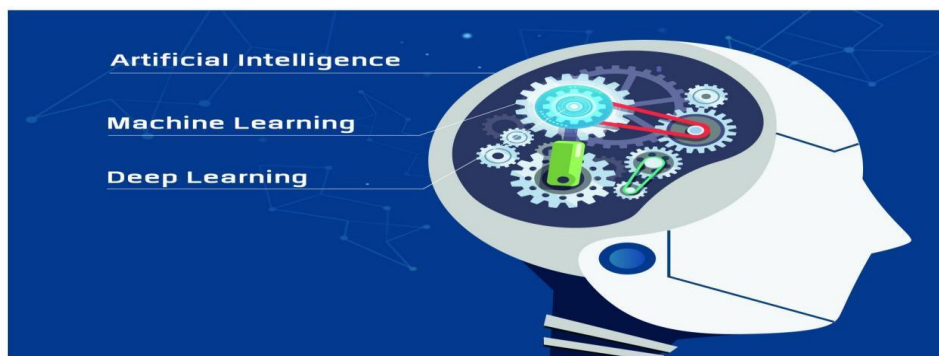 Artificial Intelligence
Machine Learning
Deep Learning